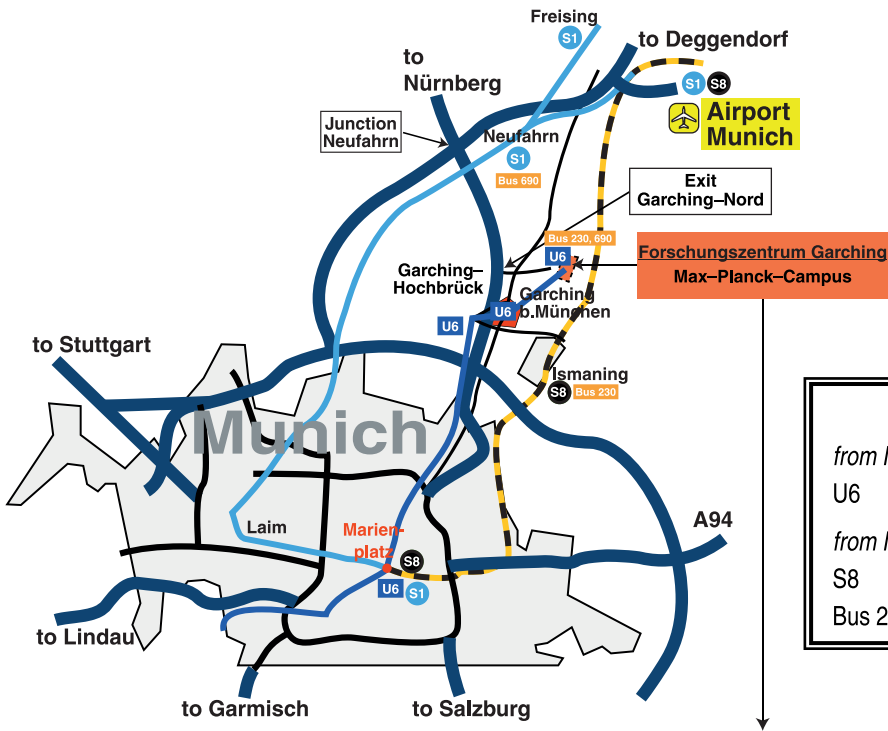 Freising
S1
to Deggendorf
to
Nürnberg
S1 S8
Airport
Munich
Junction
Neufahrn
Neufahrn
S1
Bus 690
Exit
Garching–Nord
Bus 230, 690
U6
Forschungszentrum Garching
Max–Planck–Campus
Garching–
Hochbrück
Garching
b.München
U6
U6
to Stuttgart
Ismaning
S8 Bus 230
Munich
from
U6
from
S8
Bus 2
A94
Laim
Marien-
platz
S8
U6 S1
to Lindau
to Garmisch
to Salzburg